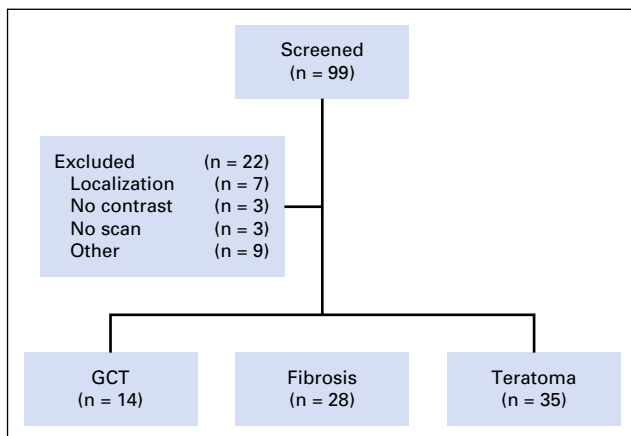 Screened
(n = 99)
Excluded (n = 22)
Localization (n = 7)
No contrast (n = 3)
No scan (n = 3)
Other (n = 9)
GCT
(n = 14)
Fibrosis
(n = 28)
Teratoma
(n = 35)